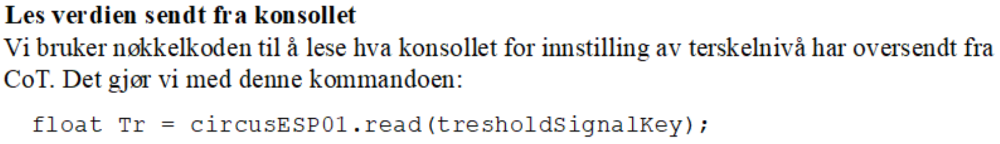 Les verdien sendt fra konsollet
Vi bruker nøkkelkoden til å lese hva konsollet for innstilling av terskelnivå har oversendt fra
CoT. Det gjør vi med denne kommandoen:
float Tr = circusESP01.read(tresholdSignalKey);